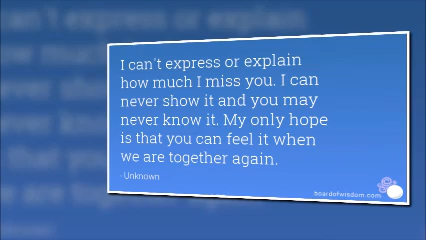 I can't express or explain
how much I miss you. I can
never show it and you may
never know it. My only hope
is that you can feel it when
we are together again.
- Unknown
boardofwisdom.com